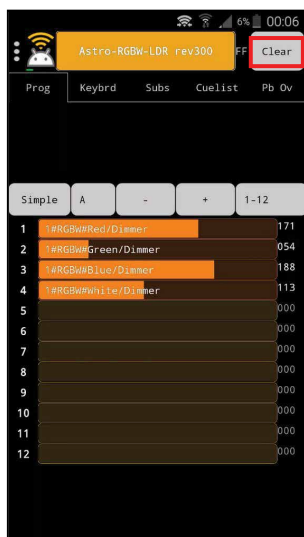 6% 00:06
Astro-RGBW-LDR rev300 FF Clear
Prog Keybrd Subs Cuelist Pb Ov
Simple A - + 1-12
1 1#RGBW#Red/Dimmer 171
2 1#RGBW#Green/Dimmer 054
3 1#RGBW#Blue/Dimmer 188
4 1#RGBW#White/Dimmer 113
5 000
6 000
7 000
8 000
9 000
10 000
11 000
12 000